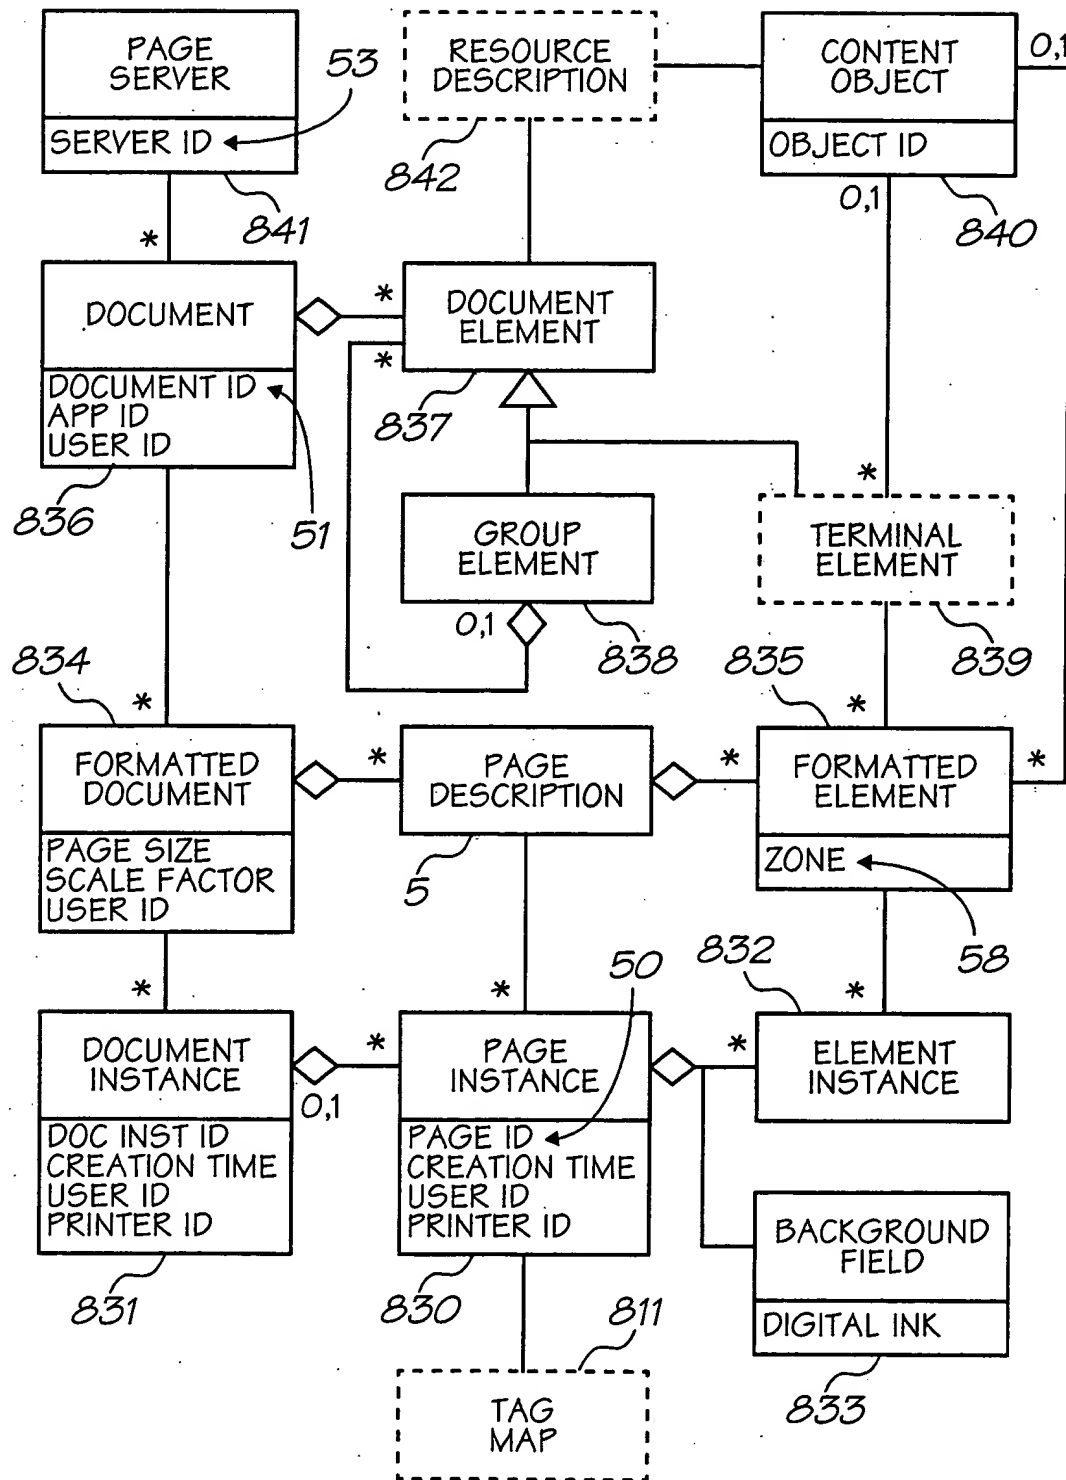 PAGE
SERVER
53
SERVER ID
841
RESOURCE
DESCRIPTION
842
CONTENT
OBJECT
0,1
OBJECT ID
0,1
840
*
DOCUMENT
*
DOCUMENT
ELEMENT
*
DOCUMENT ID
APP ID
USER ID
837
836
51
GROUP
ELEMENT
0,1
838
*
TERMINAL
ELEMENT
839
834
*
835
*
FORMATTED
DOCUMENT
*
PAGE
DESCRIPTION
*
FORMATTED
ELEMENT
*
PAGE SIZE
SCALE FACTOR
USER ID
5
ZONE
58
*
*
50
832
*
DOCUMENT
INSTANCE
0,1
*
PAGE
INSTANCE
*
ELEMENT
INSTANCE
DOC INST ID
CREATION TIME
USER ID
PRINTER ID
PAGE ID
CREATION TIME
USER ID
PRINTER ID
BACKGROUND
FIELD
DIGITAL INK
831
830
811
833
TAG
MAP